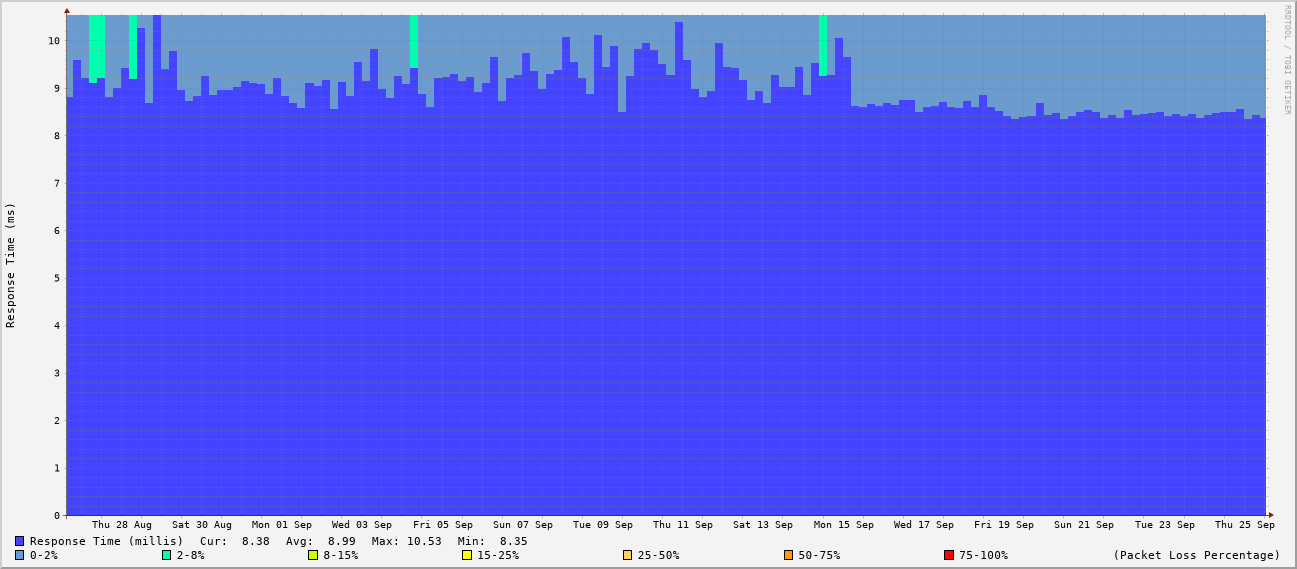 RRDTOOL / TOBI OETIKER
Response Time (ms)
10
9
8
7
6
5
4
3
2
1
0
Thu 28 Aug Sat 30 Aug Mon 01 Sep Wed 03 Sep Fri 05 Sep Sun 07 Sep Tue 09 Sep Thu 11 Sep Sat 13 Sep Mon 15 Sep Wed 17 Sep Fri 19 Sep Sun 21 Sep Tue 23 Sep Thu 25 Sep
Response Time (millis) Cur: 8.38 Avg: 8.99 Max: 10.53 Min: 8.35
0-2% 2-8% 8-15% 15-25% 25-50% 50-75% 75-100% (Packet Loss Percentage)